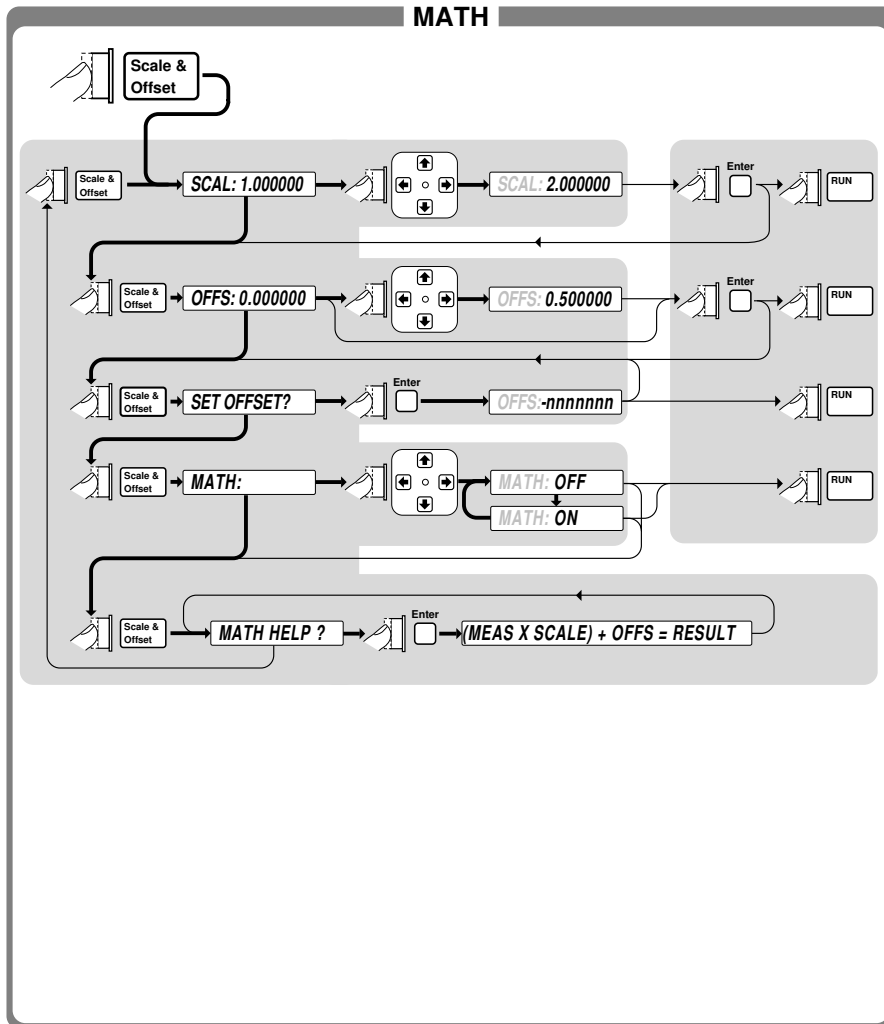 MATH
Scale &
Offset
Scale &
Offset
SCAL: 1.000000
SCAL: 2.000000
Enter
RUN
Scale &
Offset
OFFS: 0.000000
OFFS: 0.500000
Enter
RUN
Scale &
Offset
SET OFFSET?
Enter
OFFS:-nnnnnnn
RUN
Scale &
Offset
MATH:
MATH: OFF
MATH: ON
RUN
Scale &
Offset
MATH HELP ?
Enter
(MEAS X SCALE) + OFFS = RESULT